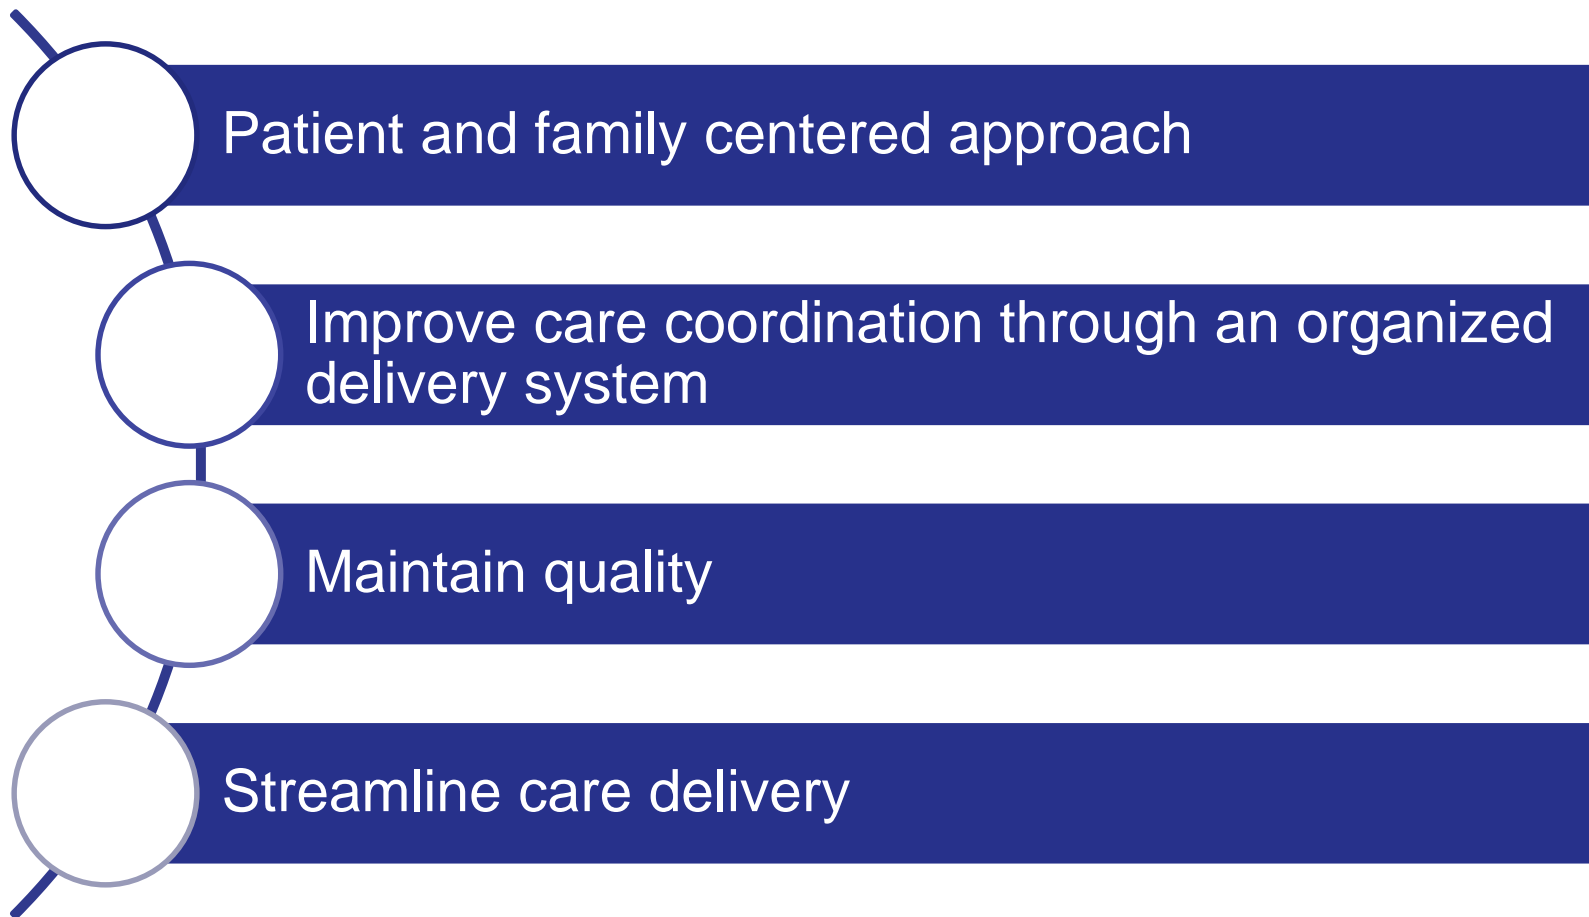 Patient and family centered approach
Improve care coordination through an organized
delivery system
Maintain quality
Streamline care delivery